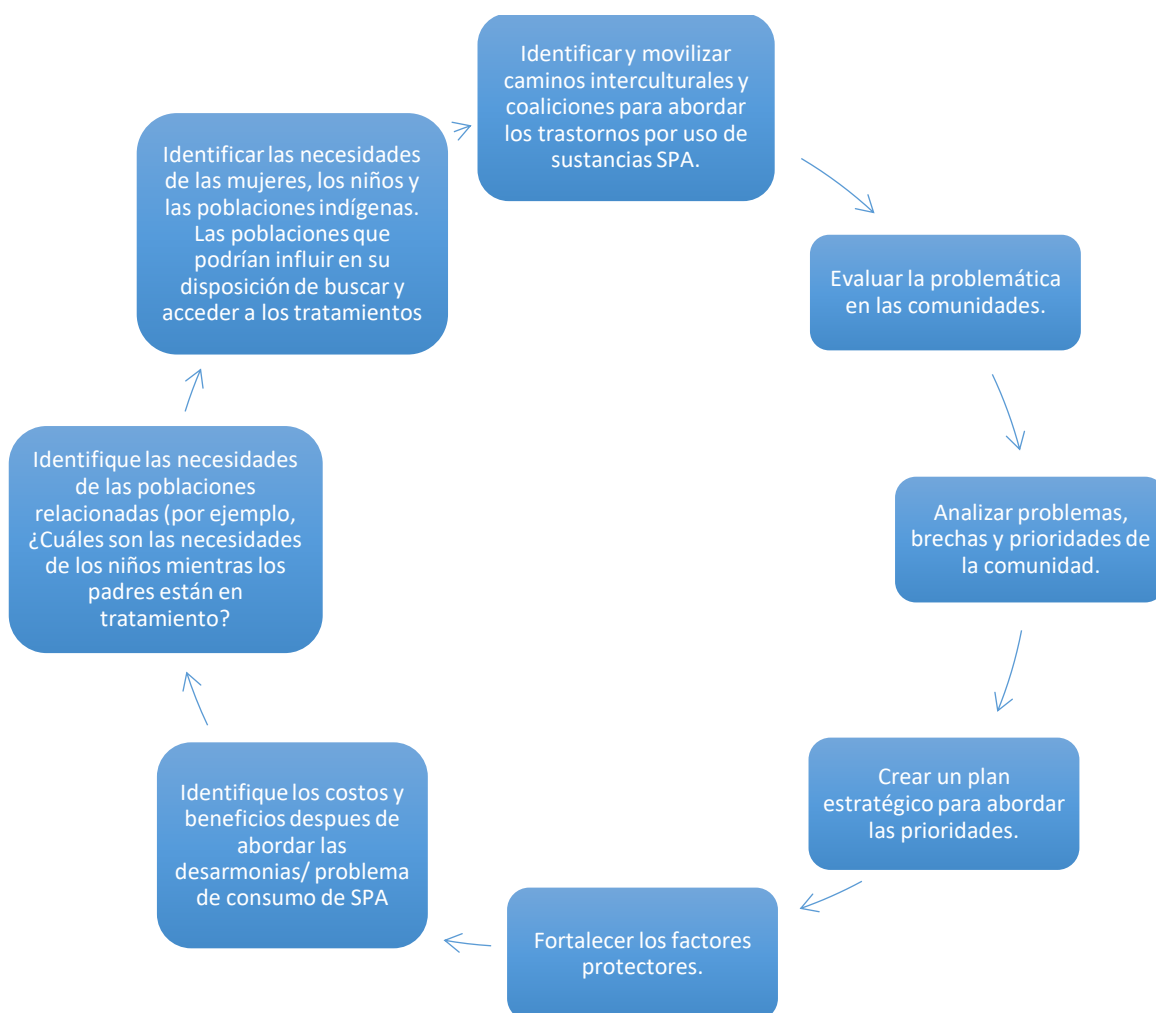 Identificar y movilizar
caminos interculturales y
coaliciones para abordar
los trastornos por uso de
sustancias SPA.
Evaluar la problemática
en las comunidades.
Analizar problemas,
brechas y prioridades de
la comunidad.
Crear un plan
estratégico para abordar
las prioridades.
Fortalecer los factores
protectores.
Identifique los costos y
beneficios despues de
abordar las
desarmonias/ problema
de consumo de SPA
Identifique las necesidades
de las poblaciones
relacionadas (por ejemplo,
¿Cuáles son las necesidades
de los niños mientras los
padres están en
tratamiento?
Identificar las necesidades
de las mujeres, los niños y
las poblaciones indígenas.
Las poblaciones que
podrían influir en su
disposición de buscar y
acceder a los tratamientos